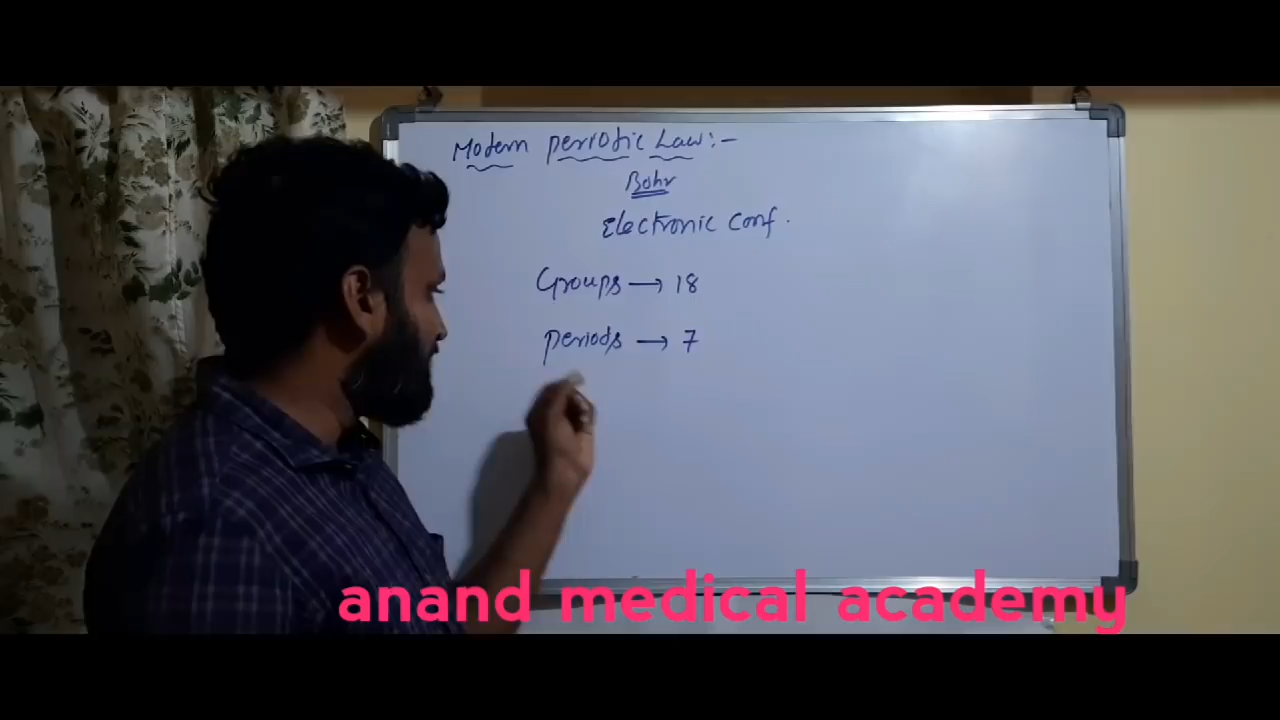 Modern periodic Law:-
Bohr
Electronic Conf.
Groups → 18
periods → 7
anand medical academy